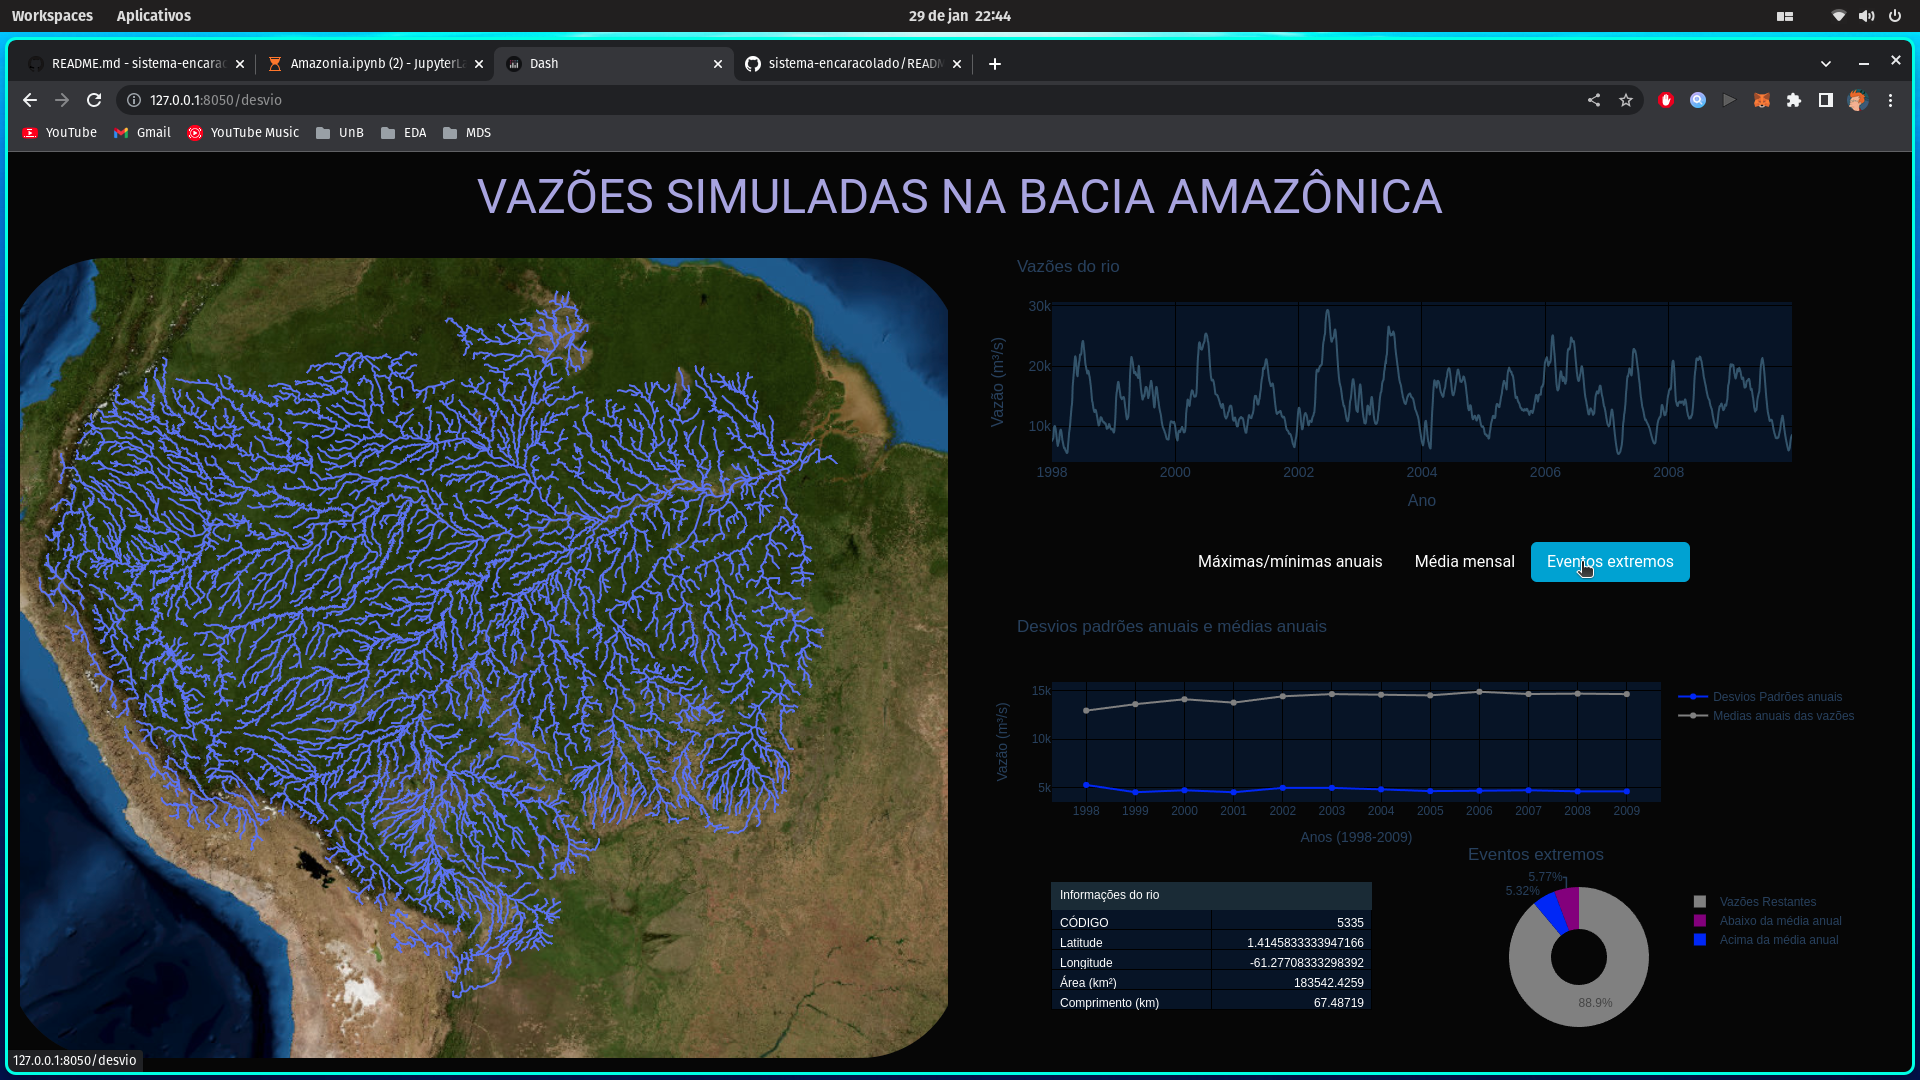 Workspaces Aplicativos 29 de jan 22:44
README.md - sistema-encarac Amazonia.ipynb (2) - JupyterLa Dash sistema-encaracolado/READM
127.0.0.1:8050/desvio
YouTube Gmail YouTube Music UnB EDA MDS
VAZÕES SIMULADAS NA BACIA AMAZÔNICA
Vazões do rio
30k
20k
10k
Vazão (m³/s)
1998 2000 2002 2004 2006 2008
Ano
Máximas/mínimas anuais Média mensal Eventos extremos
Desvios padrões anuais e médias anuais
15k
10k
5k
Vazão (m³/s)
Desvios Padrões anuais
Medias anuais das vazões
1998 1999 2000 2001 2002 2003 2004 2005 2006 2007 2008 2009
Anos (1998-2009)
Informações do rio
CÓDIGO 5335
Latitude 1.4145833333947166
Longitude -61.27708333298392
Área (km²) 183542.4259
Comprimento (km) 67.48719
Eventos extremos
5.77%
5.32%
88.9%
Vazões Restantes
Abaixo da média anual
Acima da média anual
127.0.0.1:8050/desvio